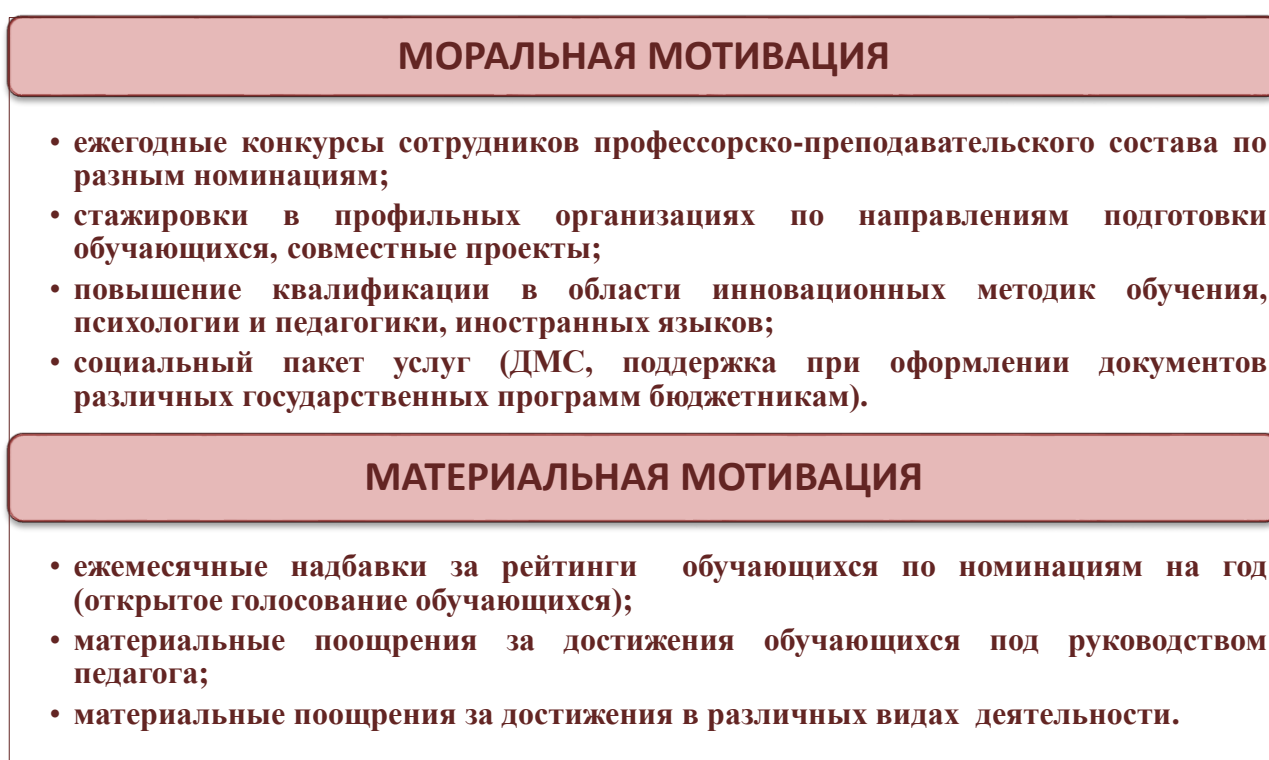 МОРАЛЬНАЯ МОТИВАЦИЯ
• ежегодные конкурсы сотрудников профессорско-преподавательского состава по
разным номинациям;
• стажировки в профильных организациях по направлениям подготовки
обучающихся, совместные проекты;
• повышение квалификации в области инновационных методик обучения,
психологии и педагогики, иностранных языков;
• социальный пакет услуг (ДМС, поддержка при оформлении документов
различных государственных программ бюджетникам).
МАТЕРИАЛЬНАЯ МОТИВАЦИЯ
• ежемесячные надбавки за рейтинги обучающихся по номинациям на год
(открытое голосование обучающихся);
• материальные поощрения за достижения обучающихся под руководством
педагога;
• материальные поощрения за достижения в различных видах деятельности.